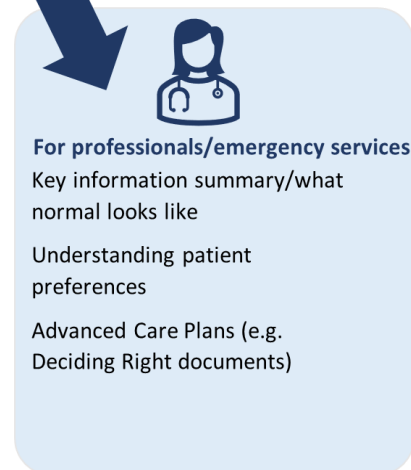 For professionals/emergency services
Key information summary/what
normal looks like
Understanding patient
preferences
Advanced Care Plans (e.g.
Deciding Right documents)